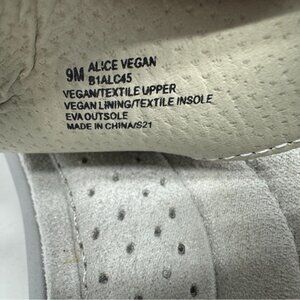 9M ALICE VEGAN
B1ALC45
VEGAN/TEXTILE UPPER
VEGAN LINING/TEXTILE INSOLE
EVA OUTSOLE
MADE IN CHINA/S21